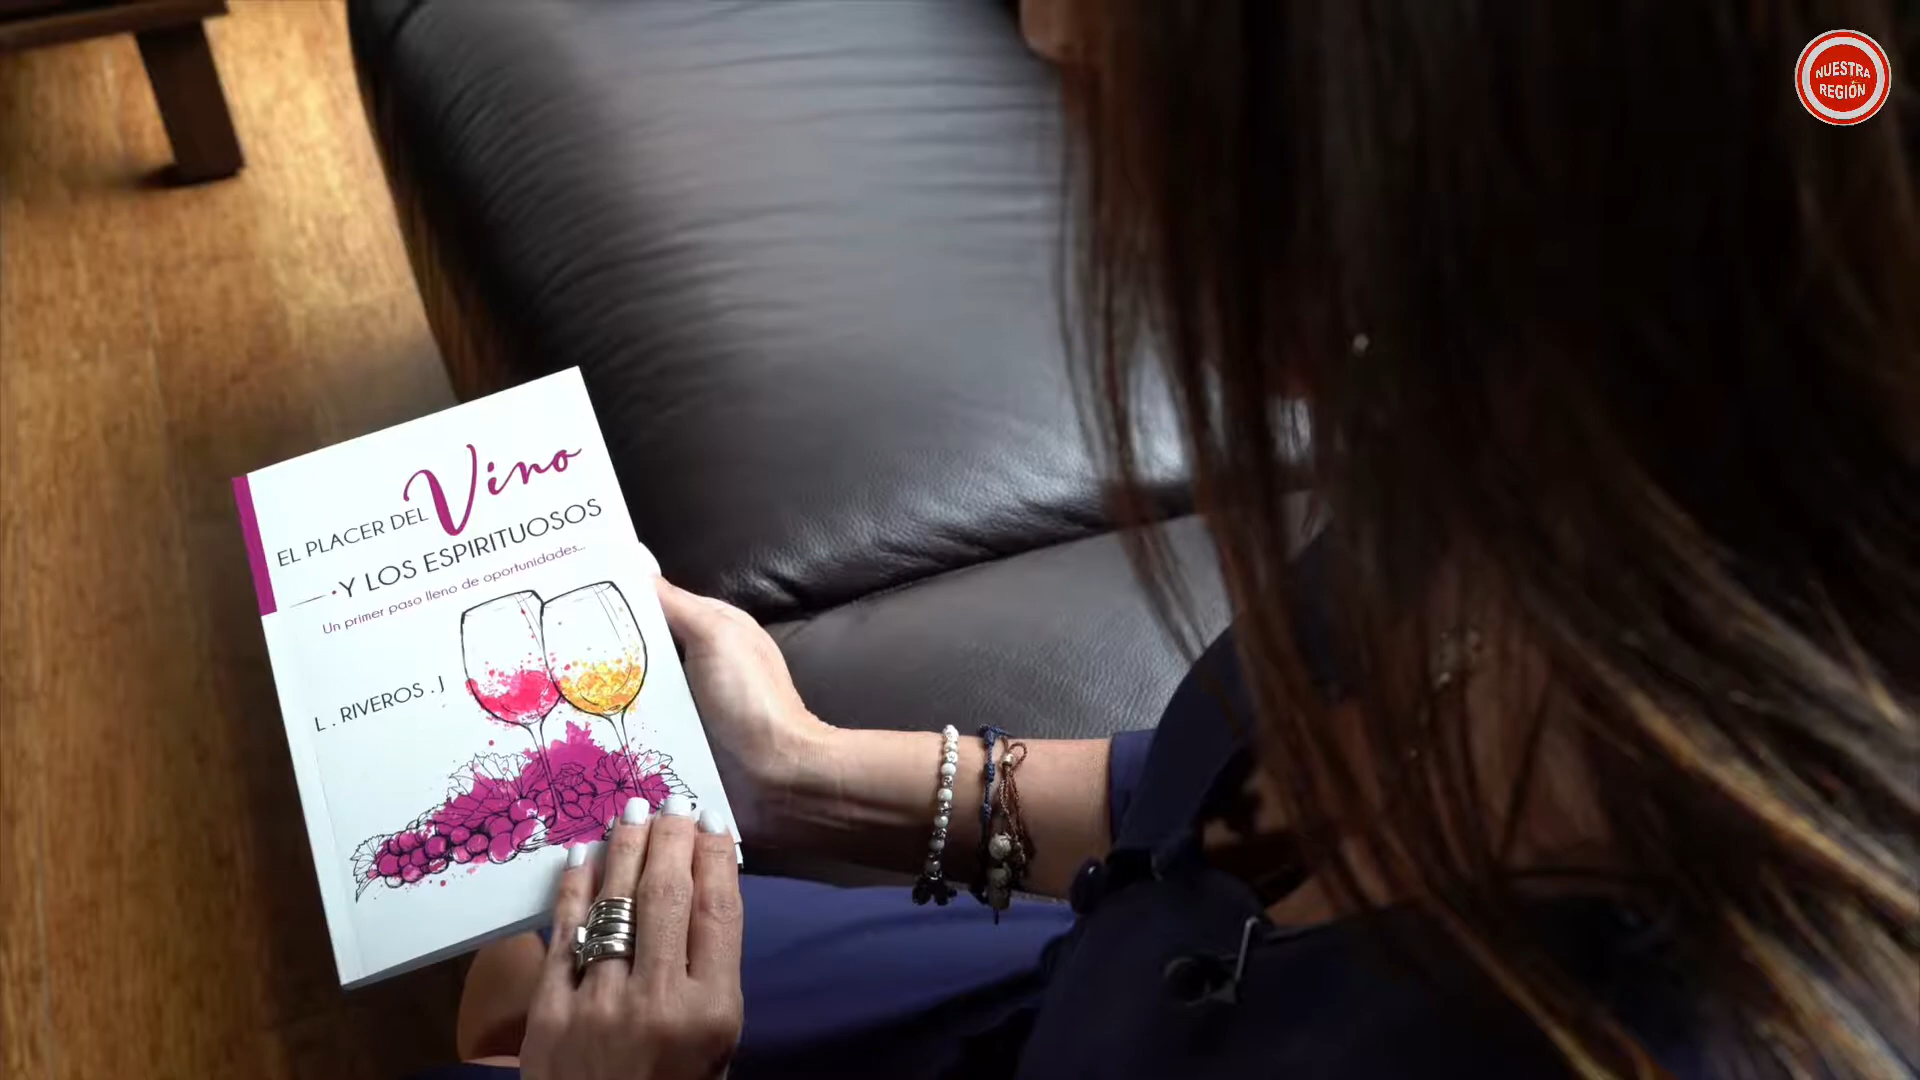 NUESTRA
REGIÓN
EL PLACER DEL Vino
Y LOS ESPIRITUOSOS
Un primer paso lleno de oportunidades...
L . RIVEROS . J